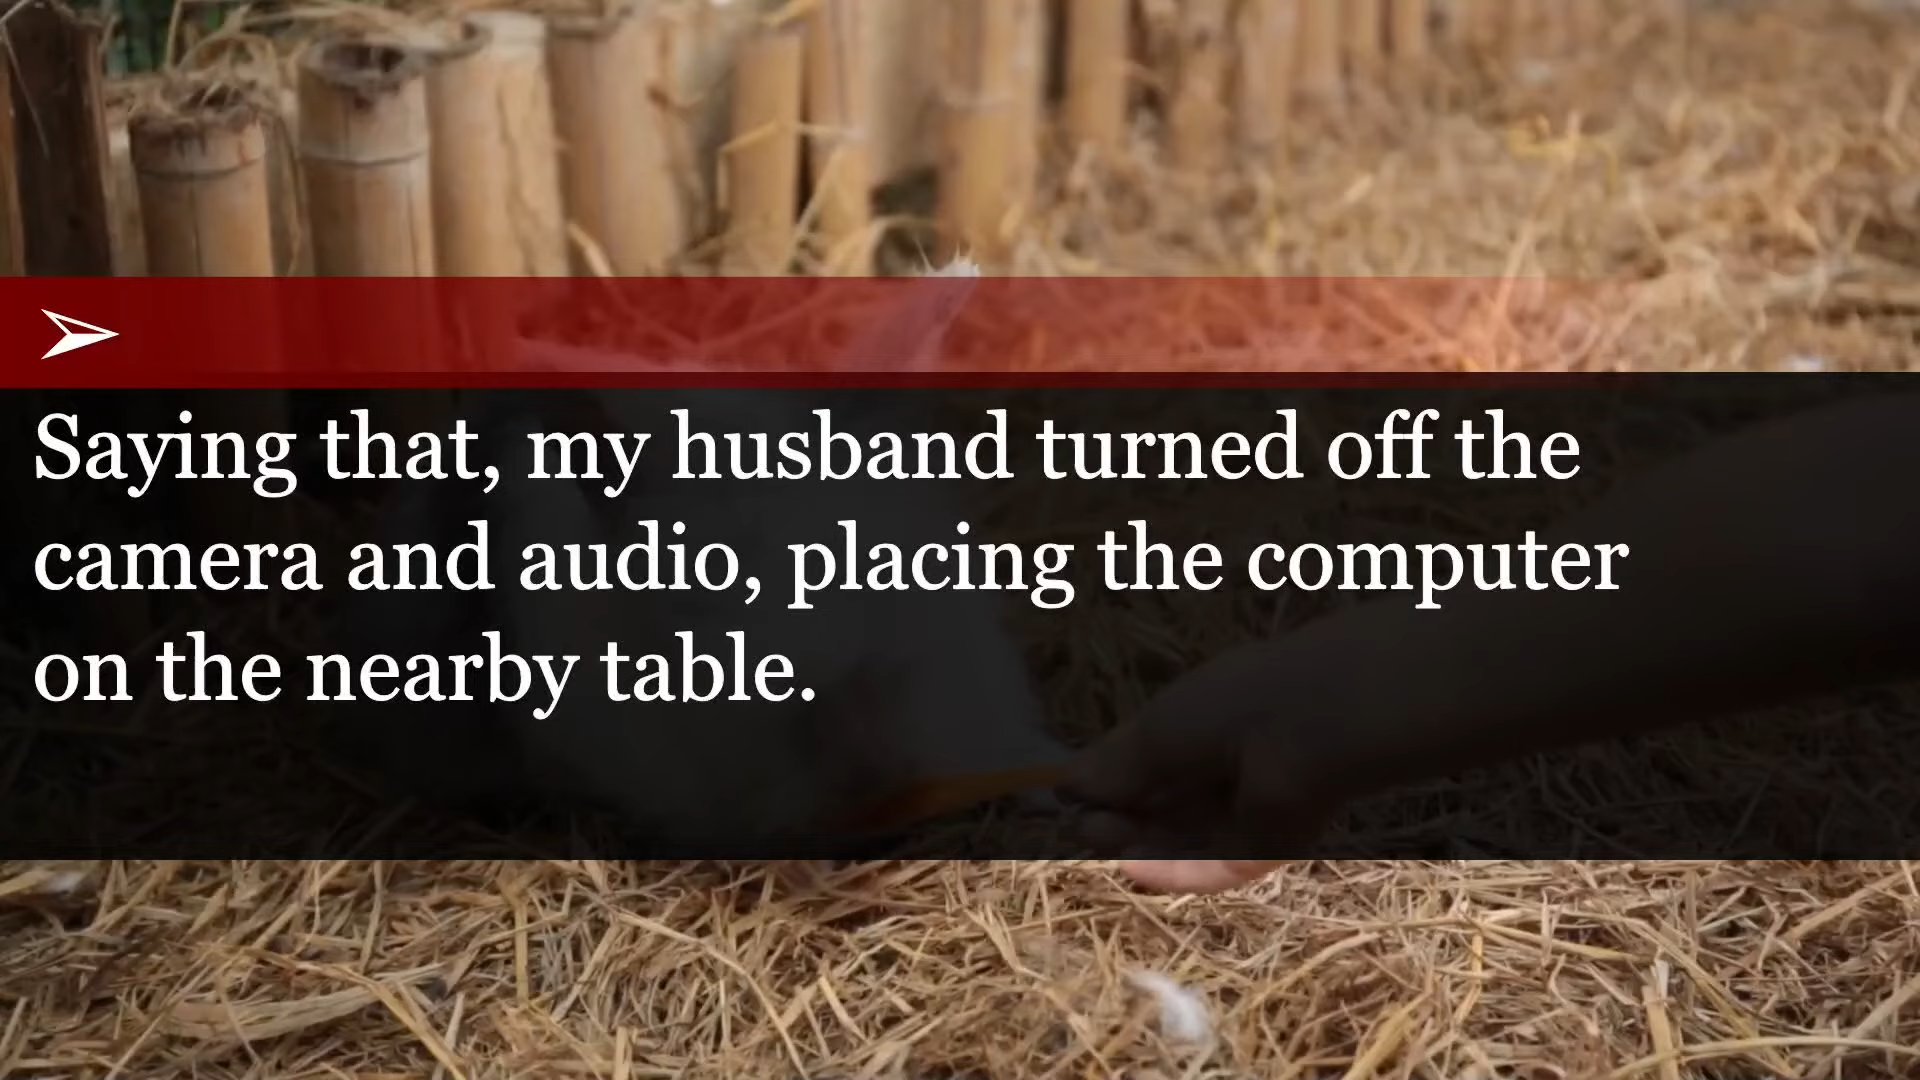 Saying that, my husband turned off the
camera and audio, placing the computer
on the nearby table.